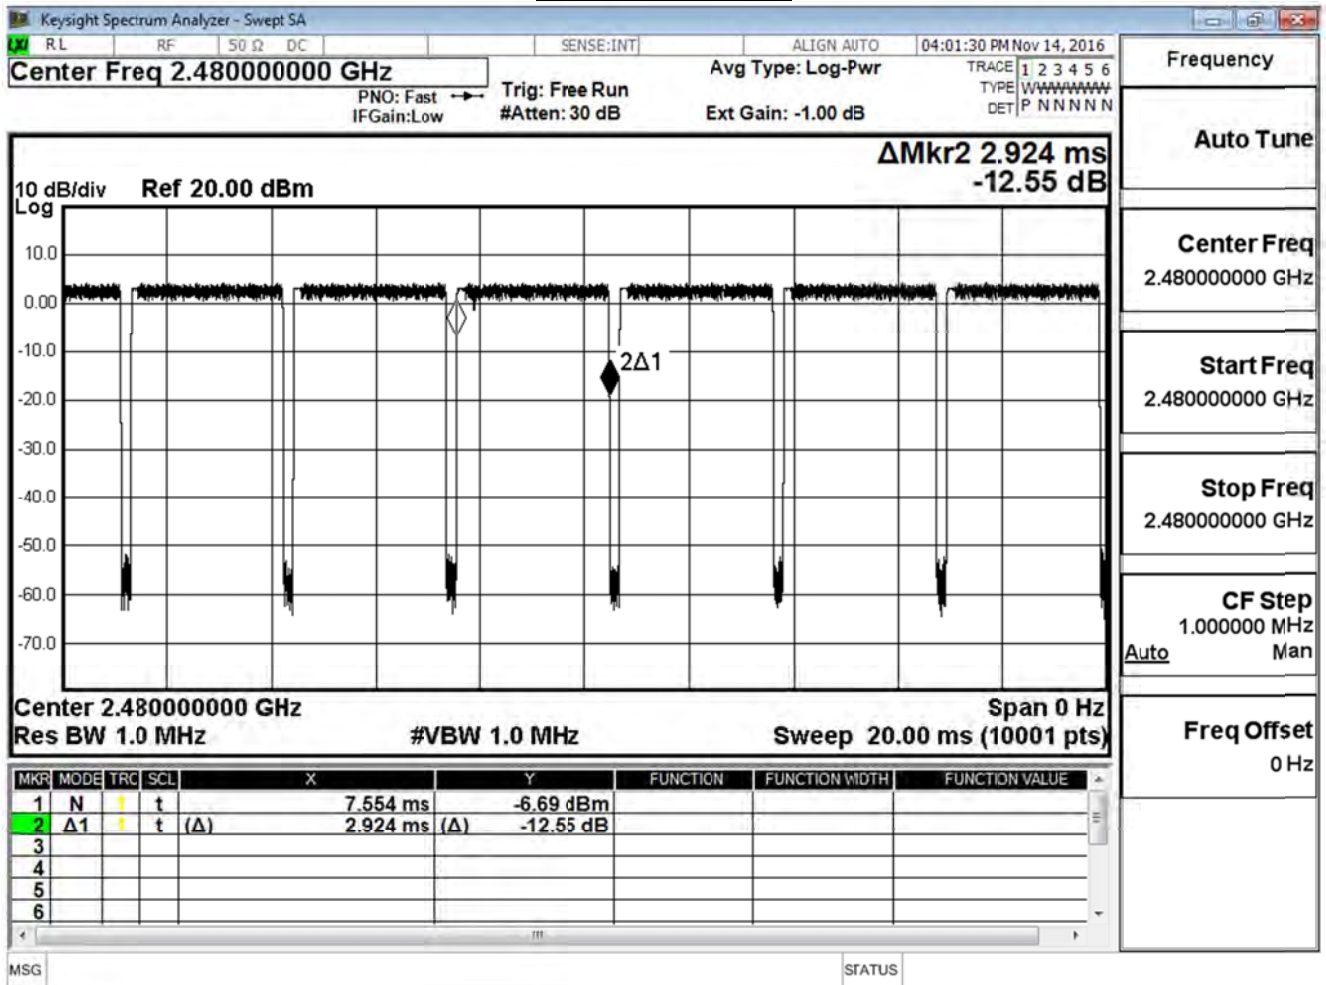 Keysight Spectrum Analyzer - Swept SA
LXI RL RF 50 Ω DC SENSE:INT ALIGN AUTO 04:01:30 PM Nov 14, 2016
Center Freq 2.480000000 GHz
PNO: Fast
IFGain:Low
Trig: Free Run
#Atten: 30 dB
Avg Type: Log-Pwr
Ext Gain: -1.00 dB
TRACE 1 2 3 4 5 6
TYPE WWWWWW
DET P N N N N N
ΔMkr2 2.924 ms
-12.55 dB
10 dB/div Ref 20.00 dBm
Log
10.0
0.00
-10.0
2Δ1
-20.0
-30.0
-40.0
-50.0
-60.0
-70.0
Center 2.480000000 GHz Span 0 Hz
Res BW 1.0 MHz #VBW 1.0 MHz Sweep 20.00 ms (10001 pts)
MKR MODE TRC SCL X Y FUNCTION FUNCTION WIDTH FUNCTION VALUE
1 N 1 t 7.554 ms -6.69 dBm
2 Δ1 1 t (Δ) 2.924 ms (Δ) -12.55 dB
3
4
5
6
MSG STATUS
Frequency
Auto Tune
Center Freq
2.480000000 GHz
Start Freq
2.480000000 GHz
Stop Freq
2.480000000 GHz
CF Step
1.000000 MHz
Auto Man
Freq Offset
0 Hz